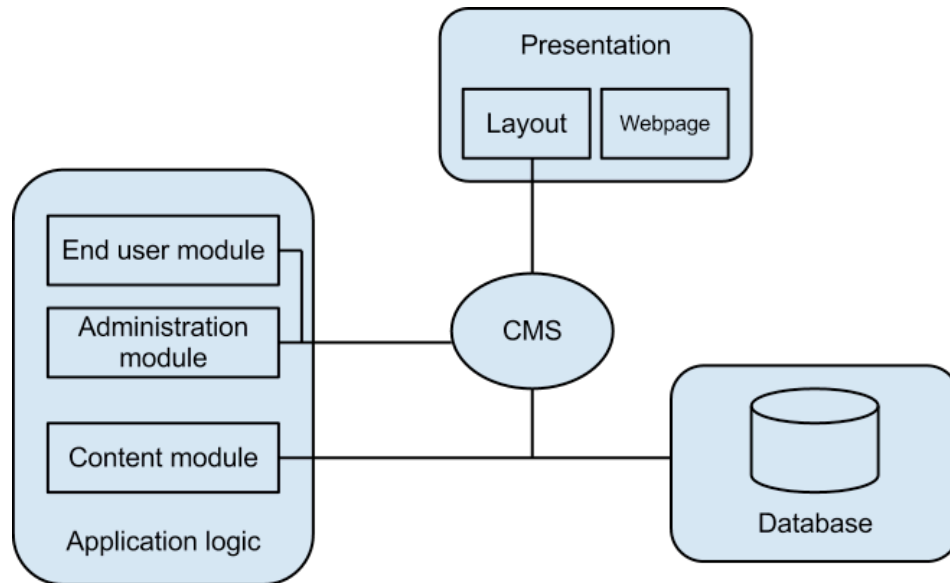 Presentation
Layout
Webpage
End user module
Administration
module
CMS
Content module
Application logic
Database